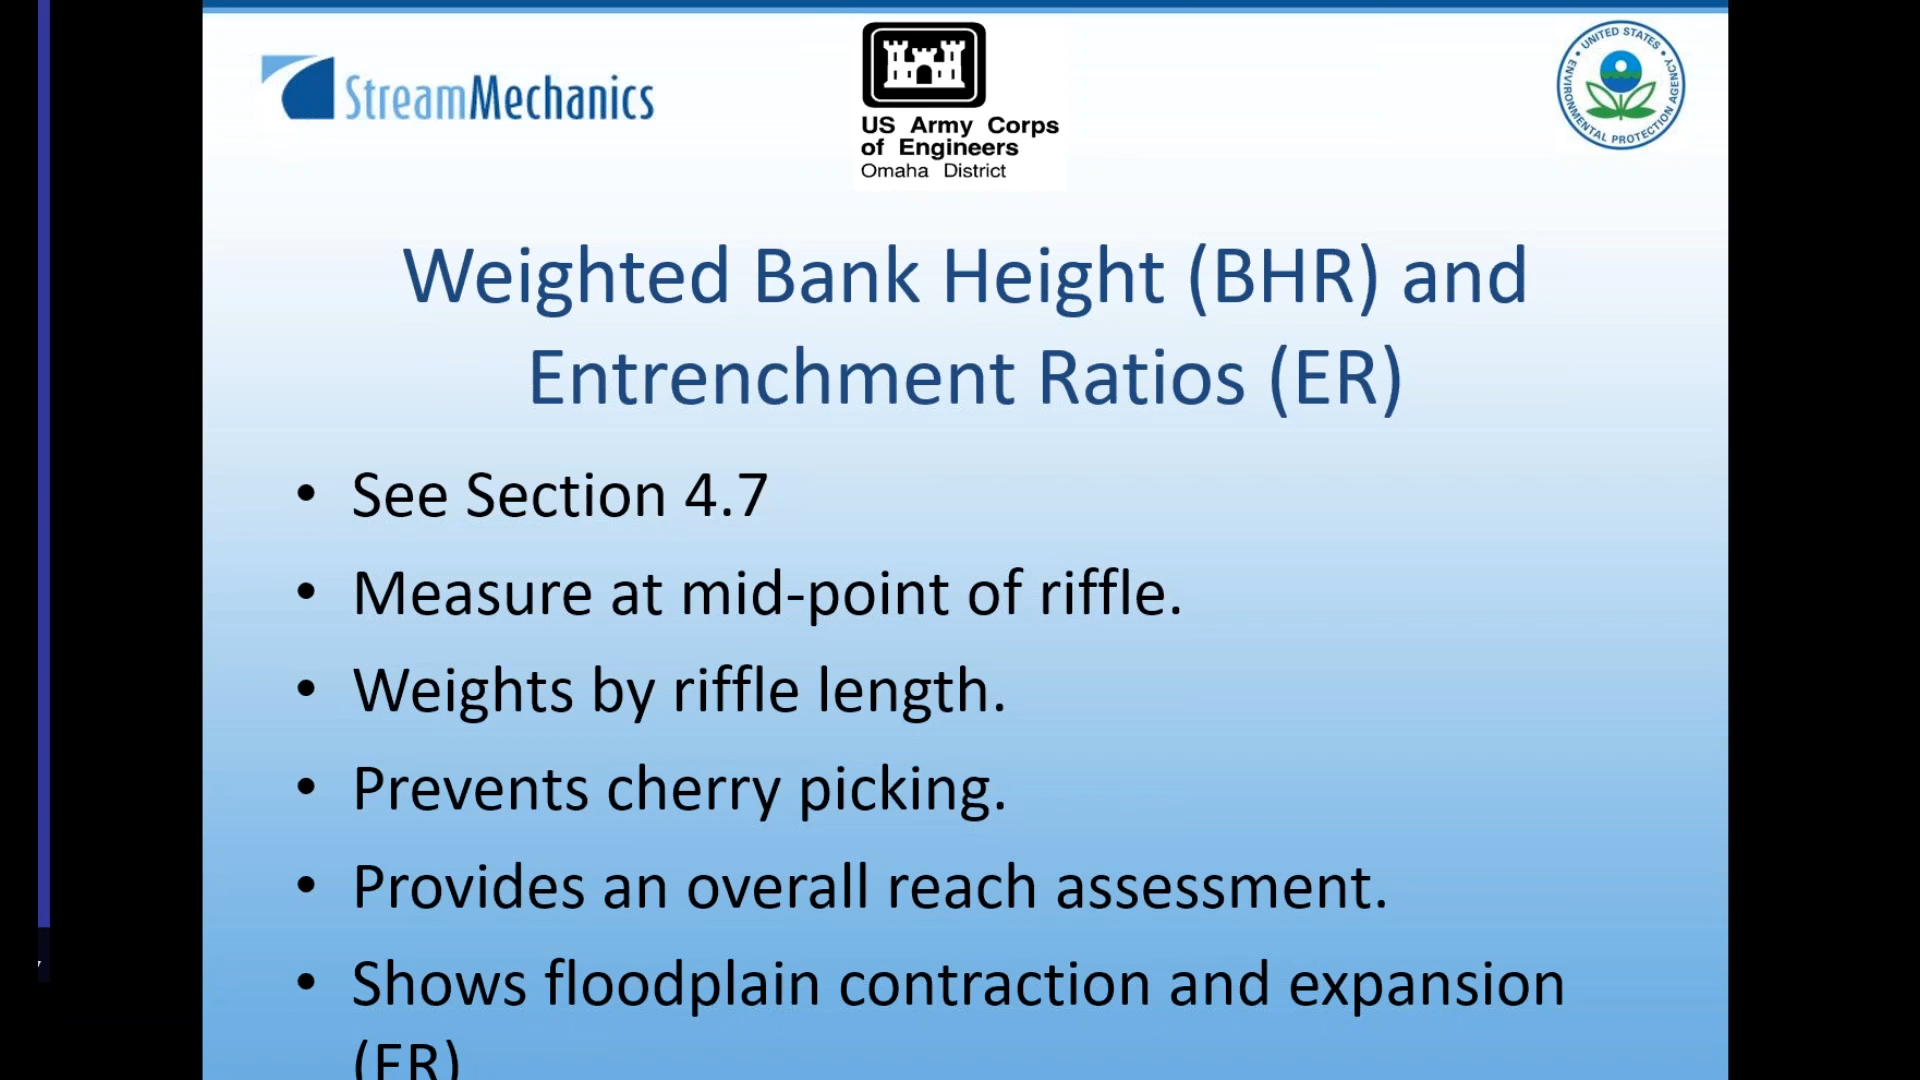 StreamMechanics
US Army Corps
of Engineers
Omaha District
UNITED STATES
ENVIRONMENTAL PROTECTION AGENCY
Weighted Bank Height (BHR) and
Entrenchment Ratios (ER)
• See Section 4.7
• Measure at mid-point of riffle.
• Weights by riffle length.
• Prevents cherry picking.
• Provides an overall reach assessment.
• Shows floodplain contraction and expansion
(ER)